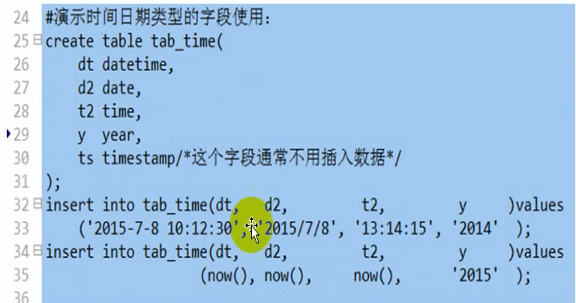 24 #演示时间日期类型的字段使用：
25 create table tab_time(
26 dt datetime,
27 d2 date,
28 t2 time,
29 y year,
30 ts timestamp/*这个字段通常不用插入数据*/
31 );
32 insert into tab_time(dt, d2, t2, y )values
33 ('2015-7-8 10:12:30', '2015/7/8', '13:14:15', '2014' );
34 insert into tab_time(dt, d2, t2, y )values
35 (now(), now(), now(), '2015' );
36